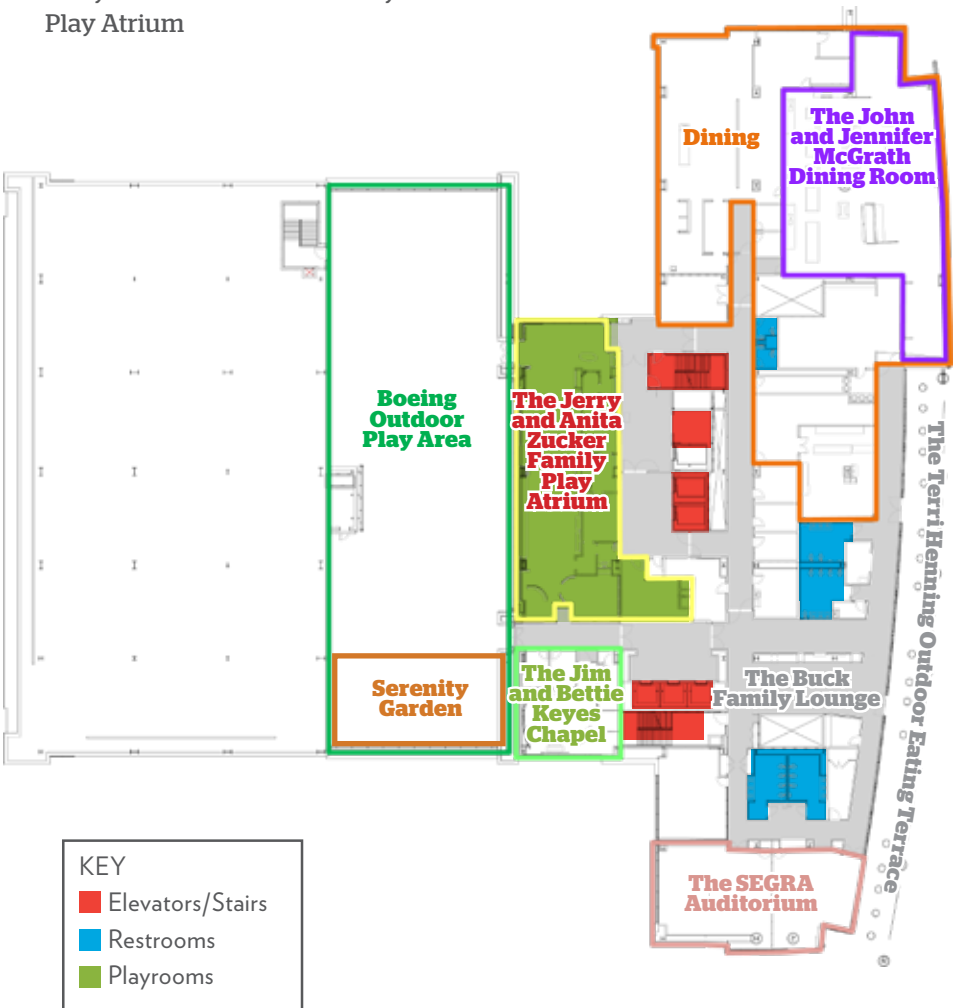 Play Atrium
Dining
The John
and Jennifer
McGrath
Dining Room
Boeing
Outdoor
Play Area
The Jerry
and Anita
Zucker
Family
Play
Atrium
The Terri Henning Outdoor Eating Terrace
Serenity
Garden
The Jim
and Bettie
Keyes
Chapel
The Buck
Family Lounge
The SEGRA
Auditorium
KEY
Elevators/Stairs
Restrooms
Playrooms